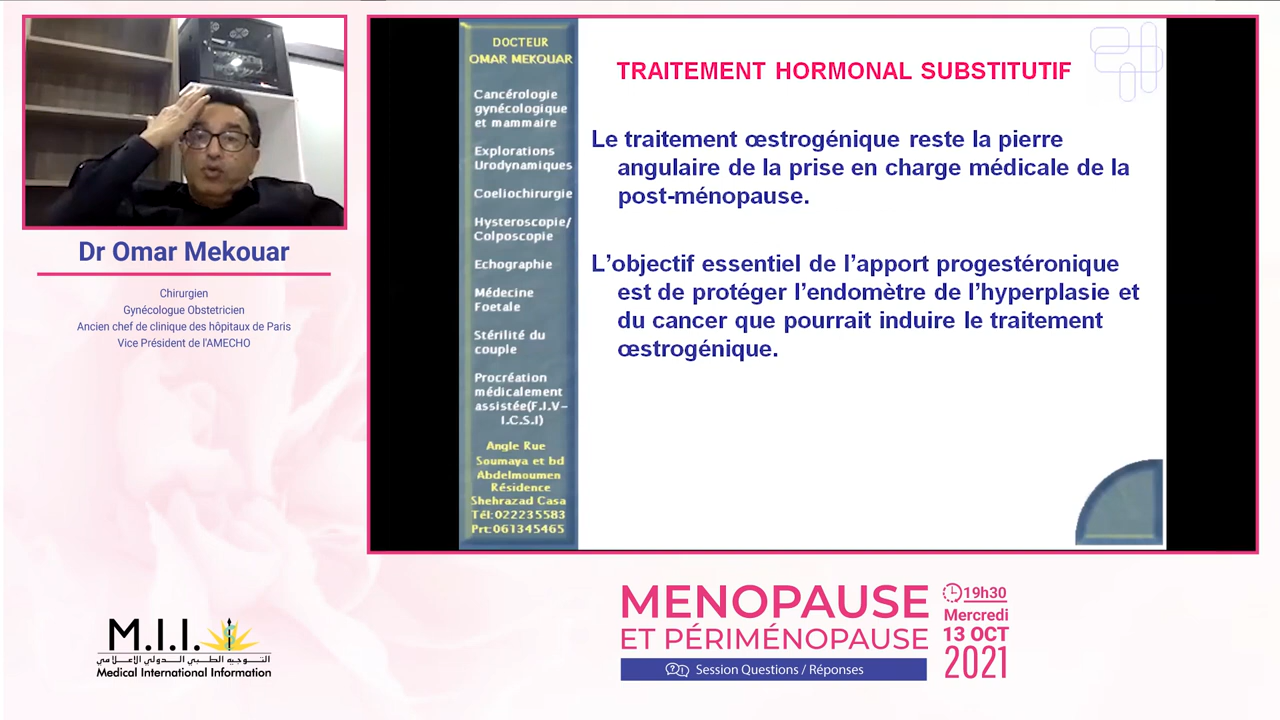 Dr Omar Mekouar
Chirurgien
Gynécologue Obstetricien
Ancien chef de clinique des hôpitaux de Paris
Vice Président de l'AMECHO
M.I.I.
التـوجيه الطـبي الـدولي الإعـلامي
Medical International Information
DOCTEUR
OMAR MEKOUAR
Cancérologie
gynécologique
et mammaire
Explorations
Urodynamiques
Coeliochirurgie
Hysteroscopie/
Colposcopie
Echographie
Médecine
Foetale
Stérilité du
couple
Procréation
médicalement
assistée(F.I.V-
I.C.S.I)
Angle Rue
Soumaya et bd
Abdelmoumen
Résidence
Shehrazad Casa
Tél:022235583
Prt:061345465
TRAITEMENT HORMONAL SUBSTITUTIF
Le traitement œstrogénique reste la pierre
angulaire de la prise en charge médicale de la
post-ménopause.
L’objectif essentiel de l’apport progestéronique
est de protéger l’endomètre de l’hyperplasie et
du cancer que pourrait induire le traitement
œstrogénique.
MENOPAUSE
ET PÉRIMÉNOPAUSE
Session Questions / Réponses
19h30
Mercredi
13 OCT
2021